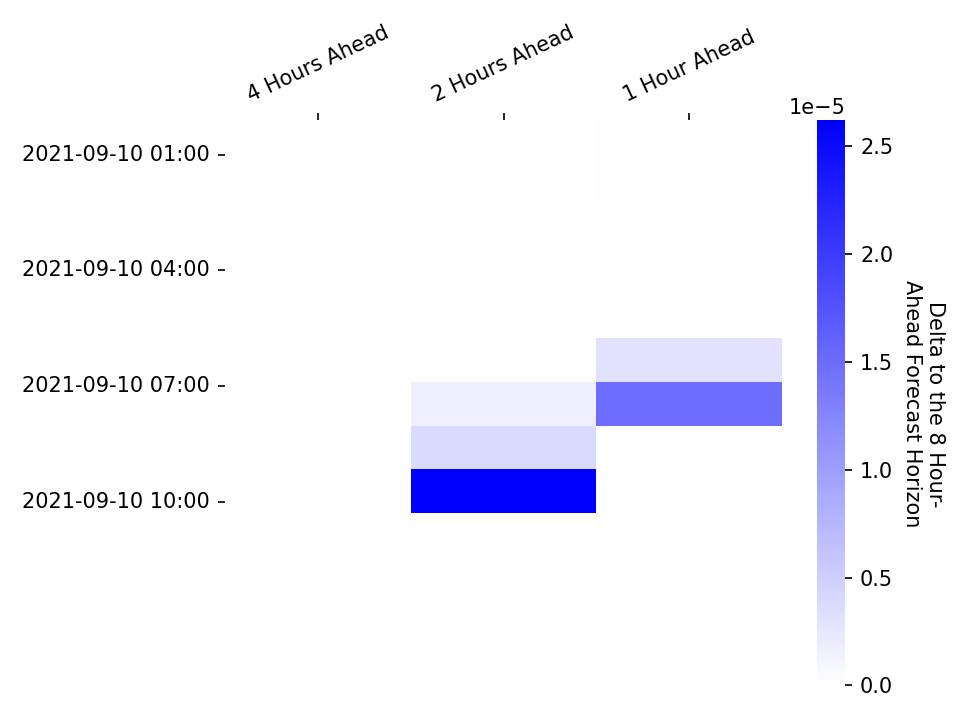 4 Hours Ahead
2 Hours Ahead
1 Hour Ahead
1e−5
2021-09-10 01:00
2021-09-10 04:00
2021-09-10 07:00
2021-09-10 10:00
2.5
2.0
1.5
1.0
0.5
0.0
Delta to the 8 Hour-
Ahead Forecast Horizon